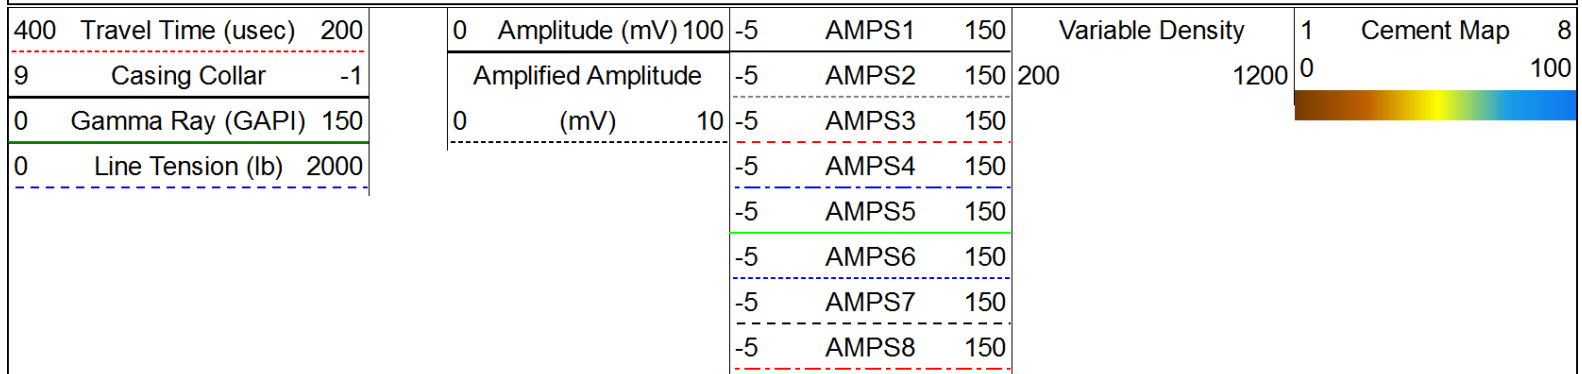 400 Travel Time (usec) 200
9 Casing Collar -1
0 Gamma Ray (GAPI) 150
0 Line Tension (lb) 2000
0 Amplitude (mV) 100
Amplified Amplitude
0 (mV) 10
-5 AMPS1 150
-5 AMPS2 150
-5 AMPS3 150
-5 AMPS4 150
-5 AMPS5 150
-5 AMPS6 150
-5 AMPS7 150
-5 AMPS8 150
Variable Density
200 1200
1 Cement Map 8
0 100